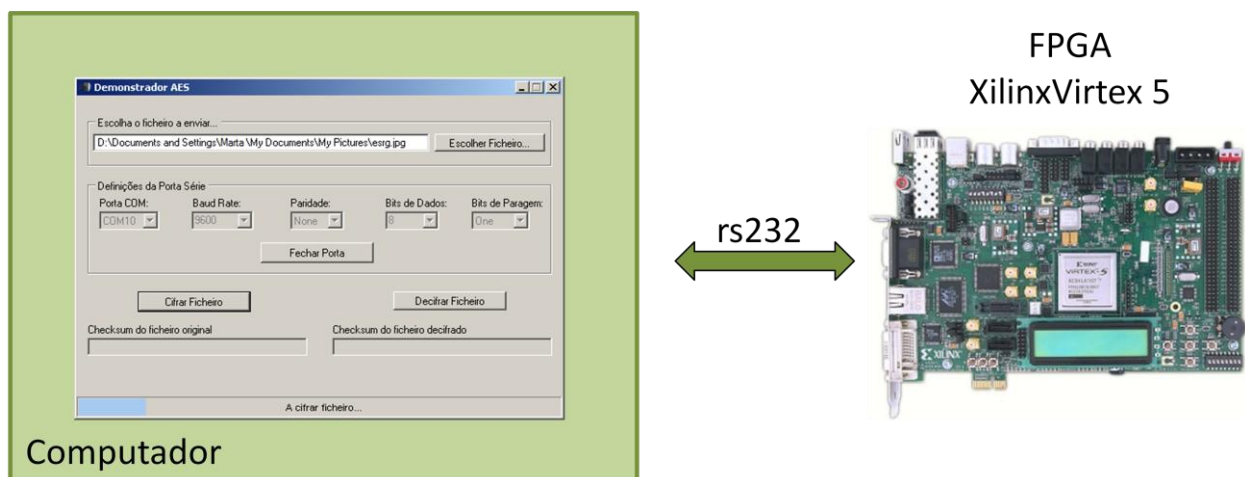 Demonstrador AES
Escolha o ficheiro a enviar...
D:\Documents and Settings\Marta \My Documents\My Pictures\esrg.jpg
Escolher Ficheiro...
Definições da Porta Série
Porta COM: Baud Rate: Paridade: Bits de Dados: Bits de Paragem:
COM10 9600 None 8 One
Fechar Porta
Cifrar Ficheiro Decifrar Ficheiro
Checksum do ficheiro original Checksum do ficheiro decifrado
A cifrar ficheiro...
Computador
rs232
FPGA
XilinxVirtex 5
XILINX
VIRTEX-5
XILINX